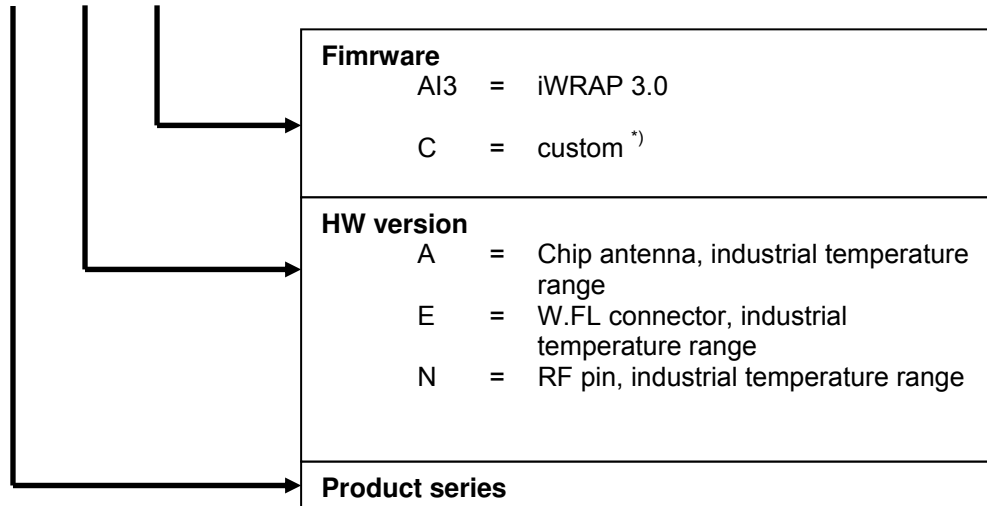 Fimrware
AI3 = iWRAP 3.0
C = custom *)
HW version
A = Chip antenna, industrial temperature
range
E = W.FL connector, industrial
temperature range
N = RF pin, industrial temperature range
Product series